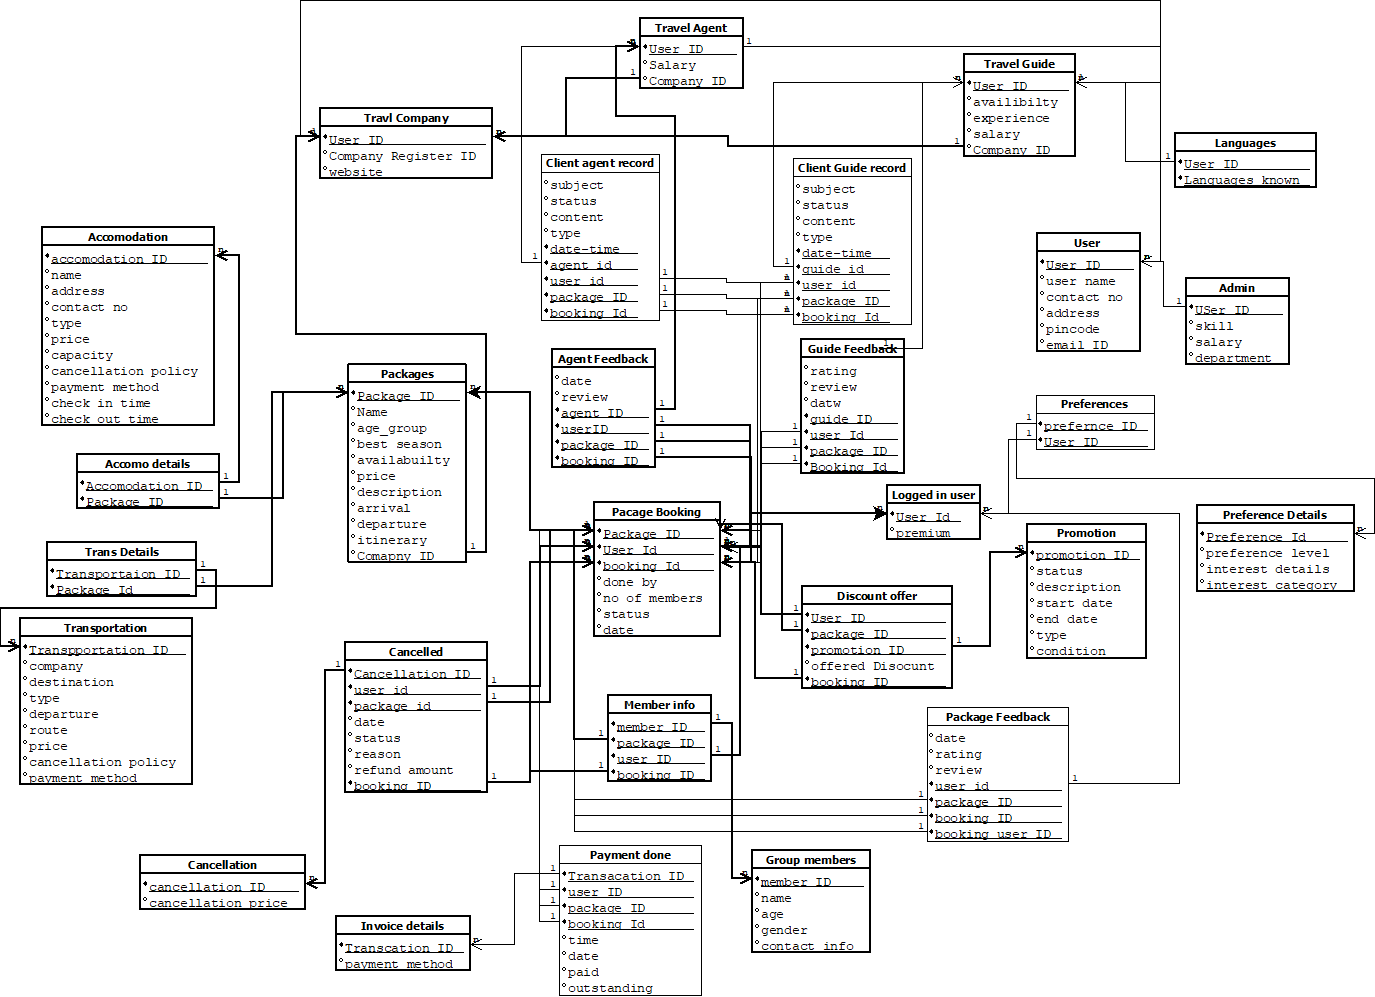 Travel Agent
User ID
Salary
Company ID
Travel Guide
User ID
availibilty
experience
salary
Company ID
Travl Company
User ID
Company Register ID
website
Languages
User ID
Languages known
Client agent record
subject
status
content
type
date-time
agent id
user id
package ID
booking Id
Client Guide record
subject
status
content
type
date-time
guide id
user id
package ID
booking Id
Accomodation
accomodation ID
name
address
contact no
type
price
capacity
cancellation policy
payment method
check in time
check out time
User
User ID
user name
contact no
address
pincode
email ID
Admin
USer ID
skill
salary
department
Agent Feedback
date
review
agent ID
userID
package ID
booking ID
Guide Feedback
rating
review
datw
guide ID
user Id
package ID
Booking Id
Packages
Package ID
Name
age_group
best season
availabuilty
price
description
arrival
departure
itinerary
Comapny ID
Preferences
prefernce ID
User ID
Accomo details
Accomodation ID
Package ID
Logged in user
User Id
premium
Pacage Booking
Package ID
User Id
booking Id
done by
no of members
status
date
Promotion
promotion ID
status
description
start date
end date
type
condition
Preference Details
Preference Id
preference level
interest details
interest category
Trans Details
Transportaion ID
Package Id
Discount offer
User ID
package ID
promotion ID
offered Disocunt
booking ID
Transportation
Transpportation ID
company
destination
type
departure
route
price
cancellation policy
payment method
Cancelled
Cancellation ID
user id
package id
date
status
reason
refund amount
booking ID
Member info
member ID
package ID
user ID
booking ID
Package Feedback
date
rating
review
user id
package ID
booking ID
booking user ID
Cancellation
cancellation ID
cancellation price
Payment done
Transacation ID
user ID
package ID
booking Id
time
date
paid
outstanding
Group members
member ID
name
age
gender
contact info
Invoice details
Transcation ID
payment method